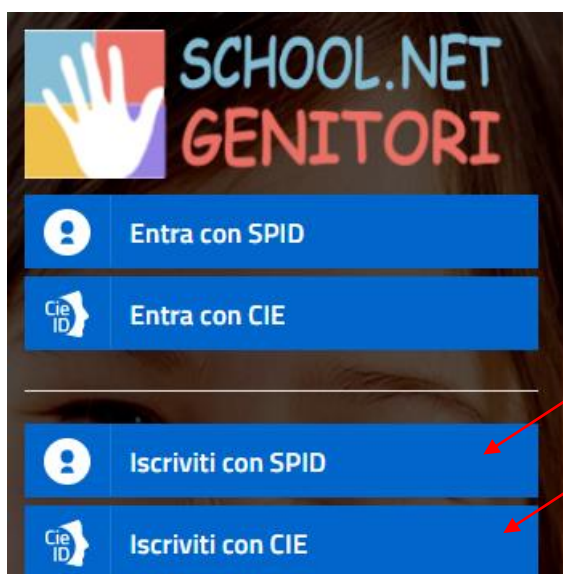 SCHOOL.NET
GENITORI
Entra con SPID
Cie
ID
Entra con CIE
Iscriviti con SPID
Cie
ID
Iscriviti con CIE